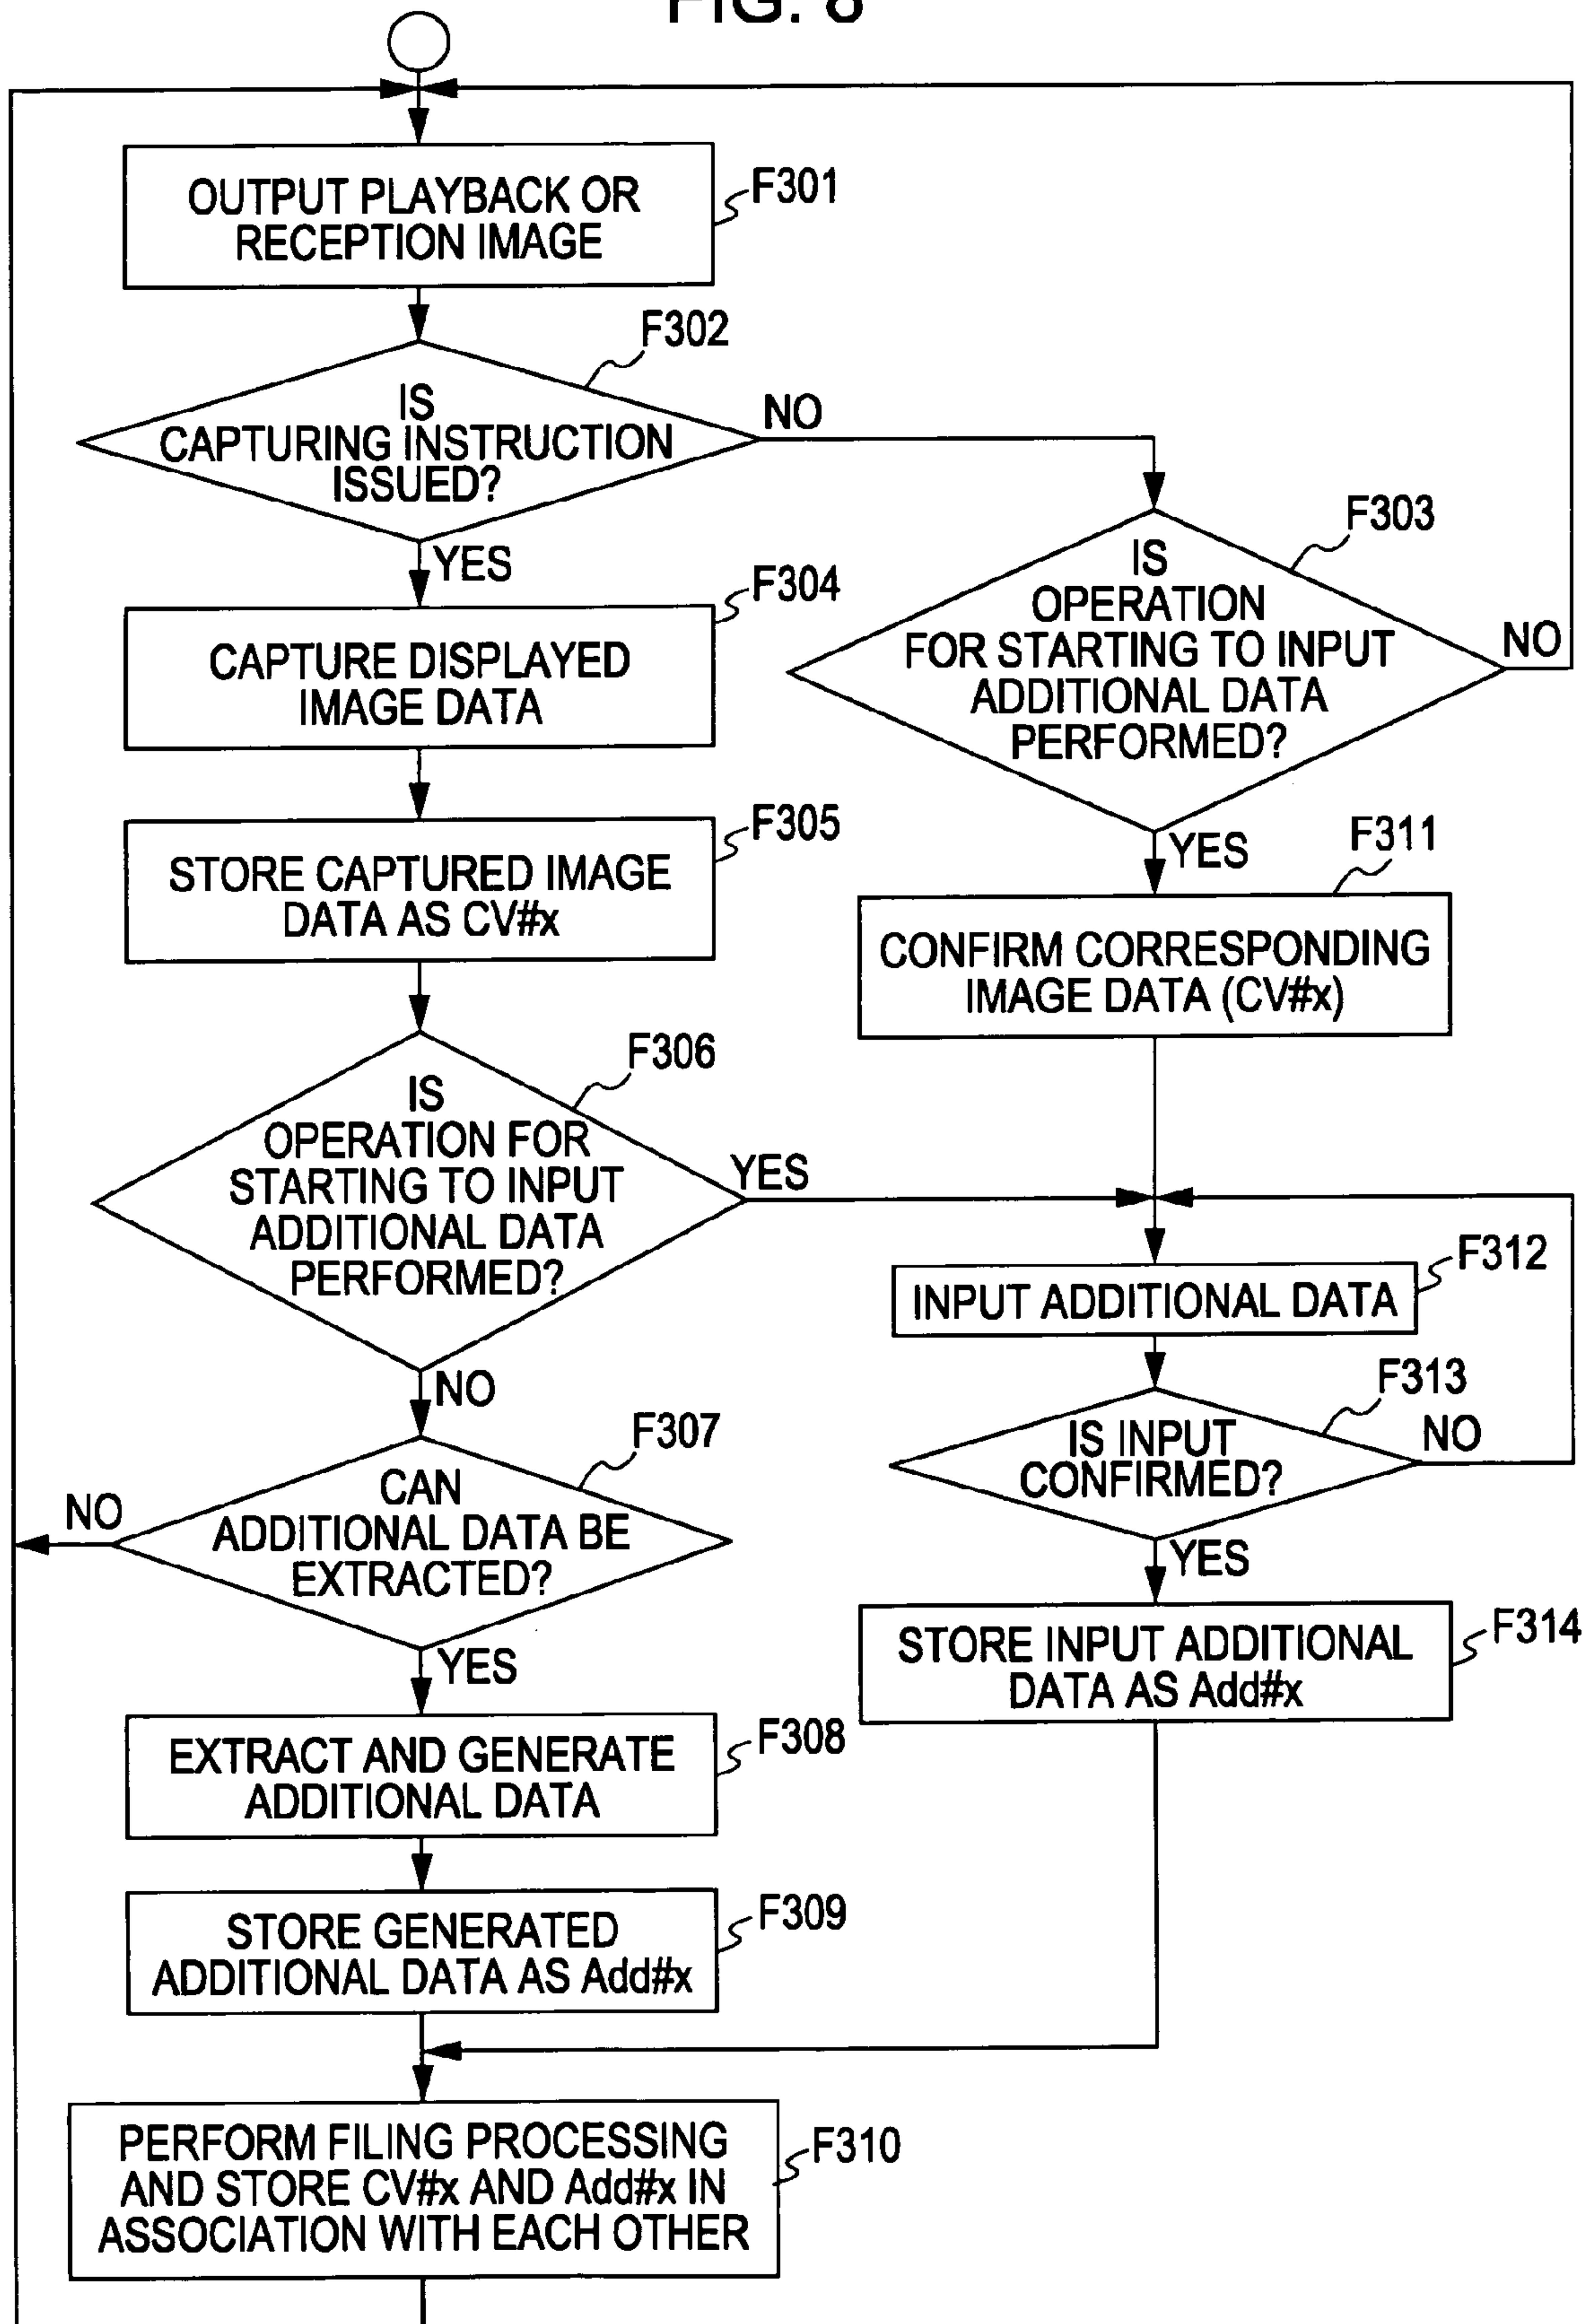 FIG. 8
OUTPUT PLAYBACK OR
RECEPTION IMAGE
F301
F302
IS
CAPTURING INSTRUCTION
ISSUED?
NO
YES
F303
IS
OPERATION
FOR STARTING TO INPUT
ADDITIONAL DATA
PERFORMED?
NO
YES
F304
CAPTURE DISPLAYED
IMAGE DATA
F305
STORE CAPTURED IMAGE
DATA AS CV#x
F311
CONFIRM CORRESPONDING
IMAGE DATA (CV#x)
F306
IS
OPERATION FOR
STARTING TO INPUT
ADDITIONAL DATA
PERFORMED?
YES
NO
F312
INPUT ADDITIONAL DATA
F313
IS INPUT
CONFIRMED?
NO
YES
F307
CAN
ADDITIONAL DATA BE
EXTRACTED?
NO
YES
F314
STORE INPUT ADDITIONAL
DATA AS Add#x
F308
EXTRACT AND GENERATE
ADDITIONAL DATA
F309
STORE GENERATED
ADDITIONAL DATA AS Add#x
F310
PERFORM FILING PROCESSING
AND STORE CV#x AND Add#x IN
ASSOCIATION WITH EACH OTHER